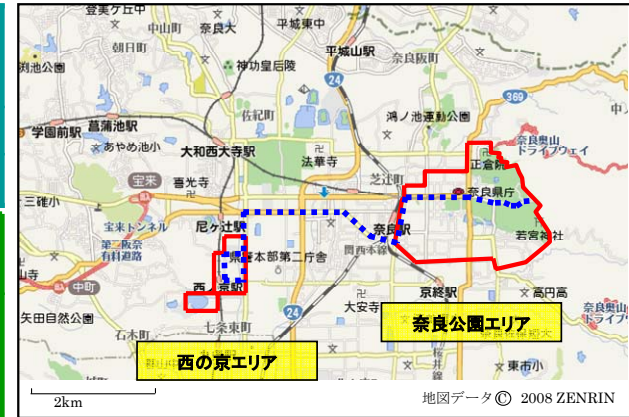 登美ケ丘中
奈良大
平城東中
中山町
平城山駅
朝日町
神功皇后陵
奈良阪町
24
369
佐紀町
鴻ノ池運動公園
学園前駅
菖蒲池駅
あやめ池小
大和西大寺駅
法華寺
正倉院
奈良奥山
ドライブウェイ
宝来
喜光寺
芝辻町
奈良県庁
三碓小
宝来トンネル
尼ヶ辻駅
奈良駅
若宮神社
第二阪奈
有料道路
関西本線
県警本部第二庁舎
中町
西ノ京駅
京終駅
高円高
大安寺
矢田自然公園
七条町
24
石木町
奈良公園エリア
西の京エリア
東市小
2km
地図データ© 2008 ZENRIN